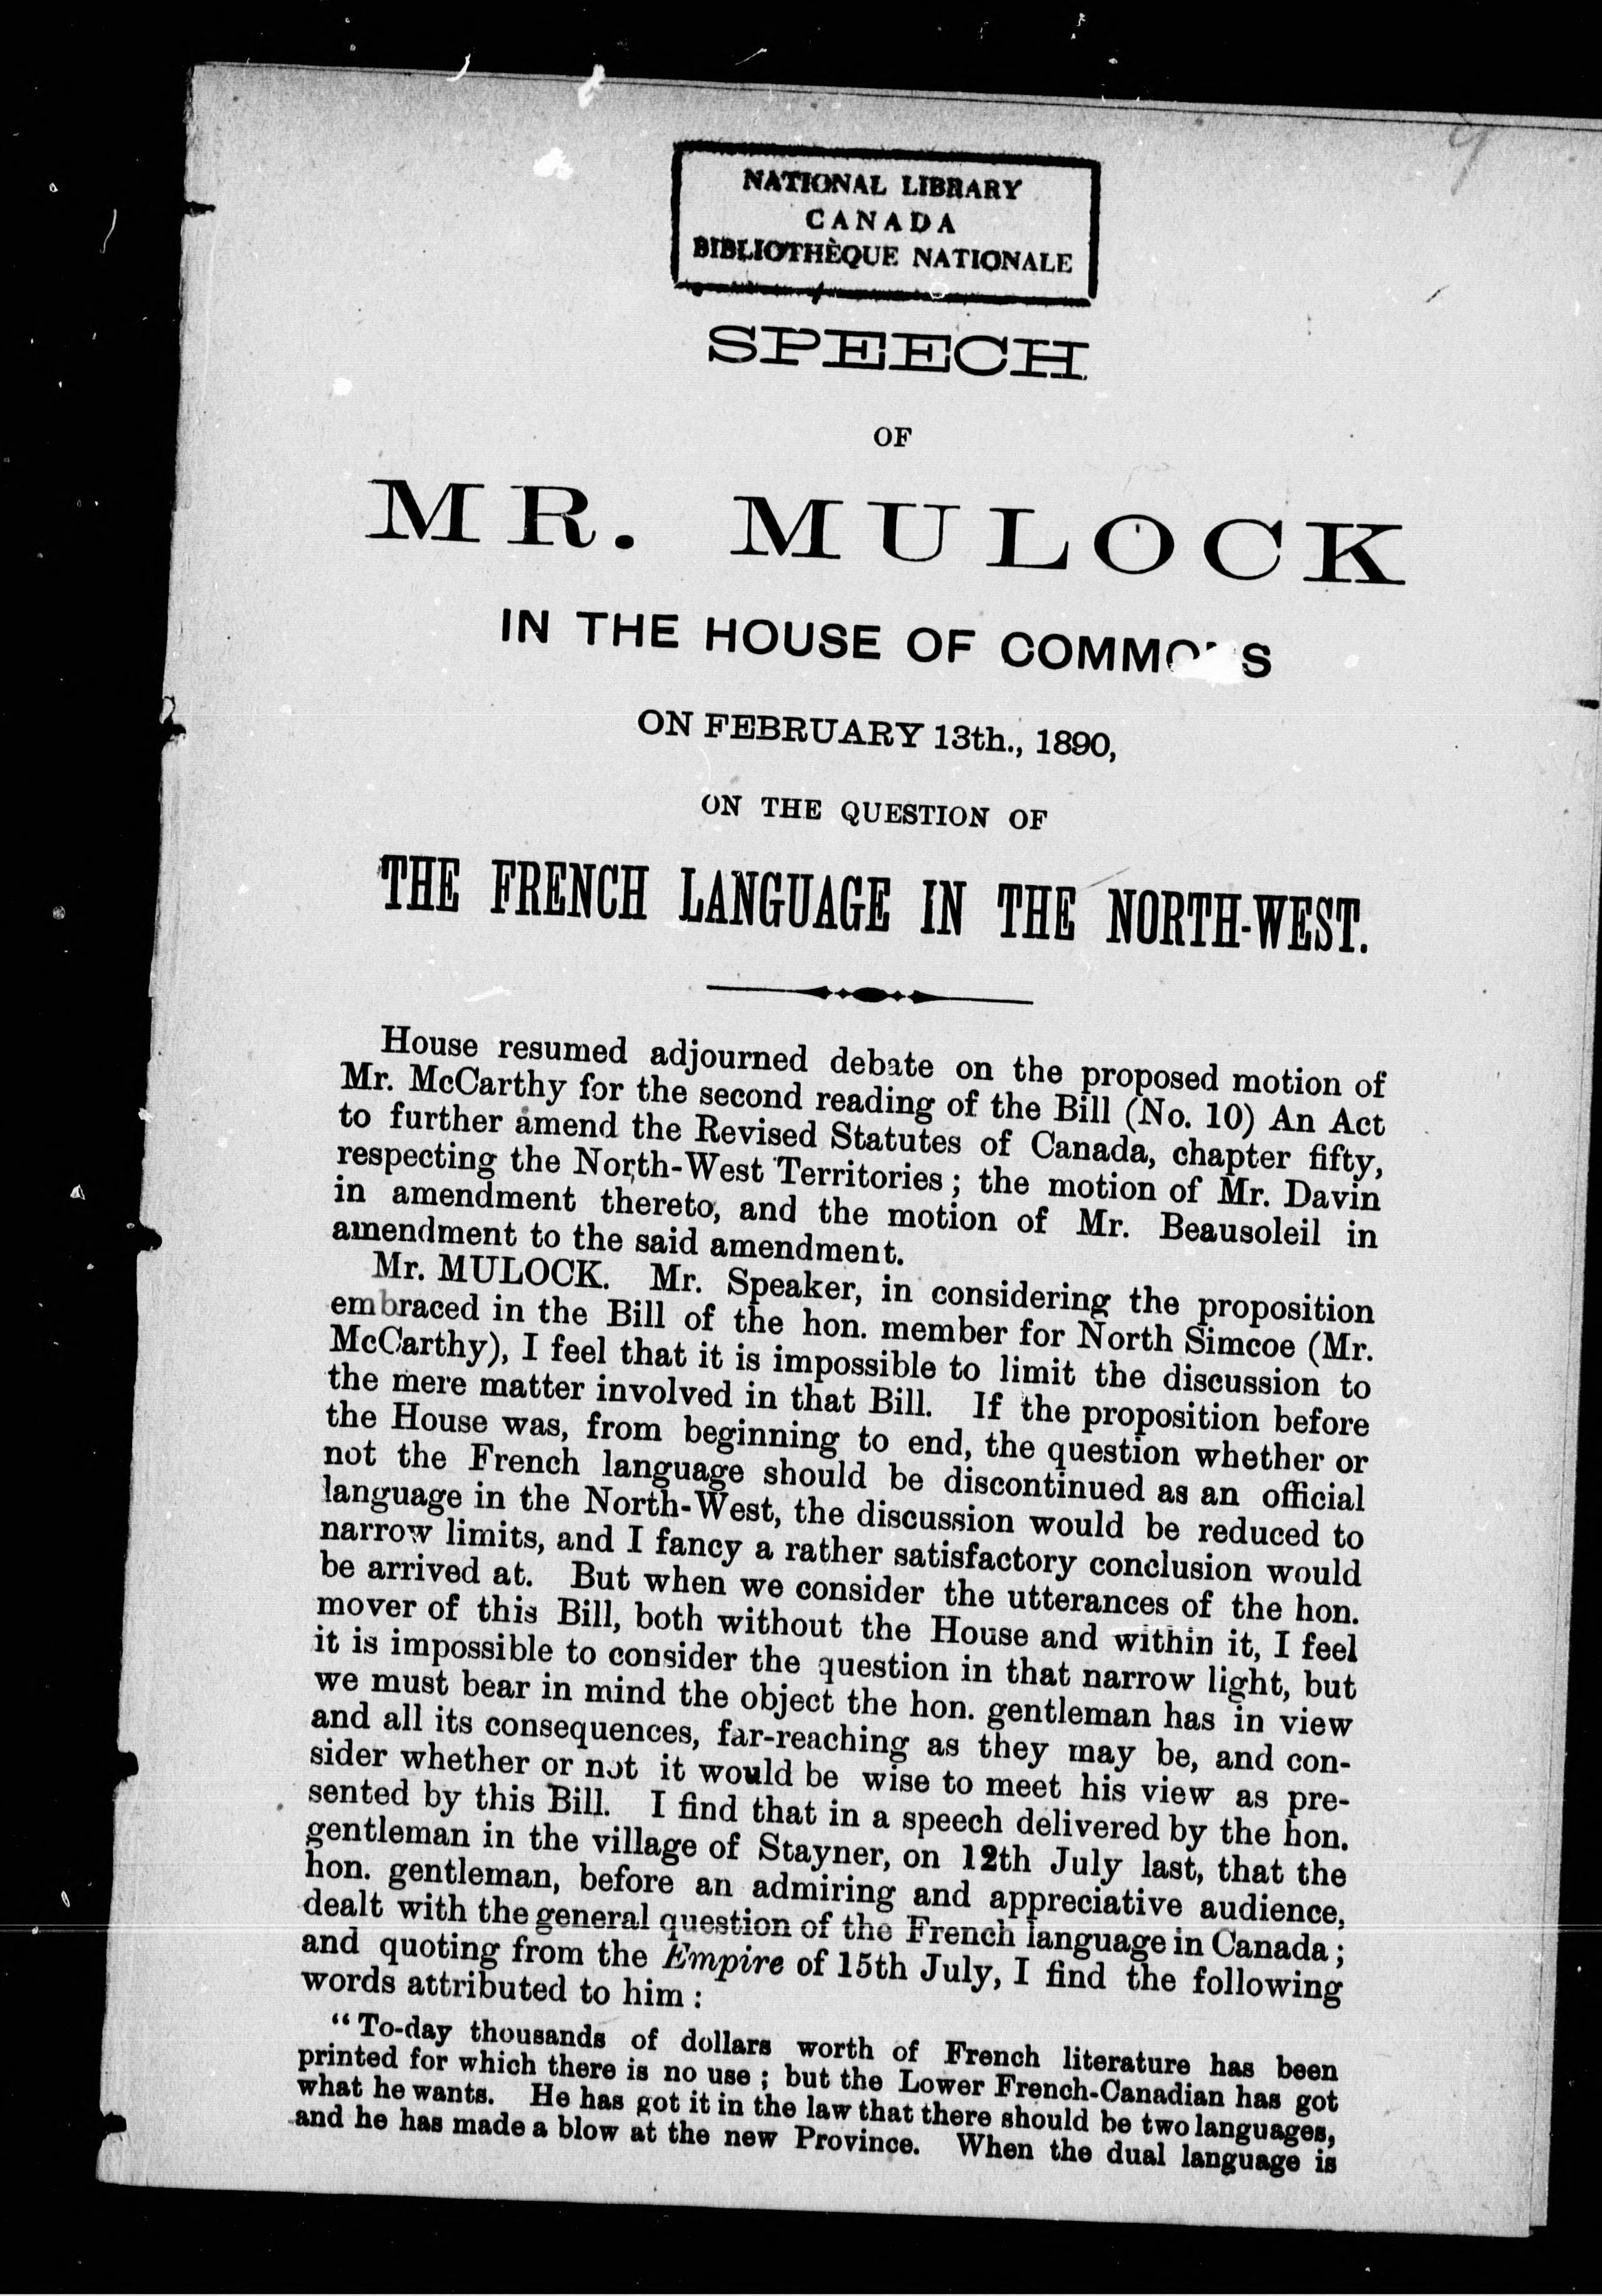 NATIONAL LIBRARY
CANADA
BIBLIOTHÈQUE NATIONALE
SPEECH
OF
MR. MULOCK
IN THE HOUSE OF COMMONS
ON FEBRUARY 13th., 1890,
ON THE QUESTION OF
THE FRENCH LANGUAGE IN THE NORTH-WEST.
House resumed adjourned debate on the proposed motion of
Mr. McCarthy for the second reading of the Bill (No. 10) An Act
to further amend the Revised Statutes of Canada, chapter fifty,
respecting the North-West Territories; the motion of Mr. Davin
in amendment thereto, and the motion of Mr. Beausoleil in
amendment to the said amendment.
Mr. MULOCK. Mr. Speaker, in considering the proposition
embraced in the Bill of the hon. member for North Simcoe (Mr.
McCarthy), I feel that it is impossible to limit the discussion to
the mere matter involved in that Bill. If the proposition before
the House was, from beginning to end, the question whether or
not the French language should be discontinued as an official
language in the North-West, the discussion would be reduced to
narrow limits, and I fancy a rather satisfactory conclusion would
be arrived at. But when we consider the utterances of the hon.
mover of this Bill, both without the House and within it, I feel
it is impossible to consider the question in that narrow light, but
we must bear in mind the object the hon. gentleman has in view
and all its consequences, far-reaching as they may be, and con-
sider whether or not it would be wise to meet his view as pre-
sented by this Bill. I find that in a speech delivered by the hon.
gentleman in the village of Stayner, on 12th July last, that the
hon. gentleman, before an admiring and appreciative audience,
dealt with the general question of the French language in Canada;
and quoting from the Empire of 15th July, I find the following
words attributed to him:
"To-day thousands of dollars worth of French literature has been
printed for which there is no use; but the Lower French-Canadian has got
what he wants. He has got it in the law that there should be two languages,
and he has made a blow at the new Province. When the dual language is